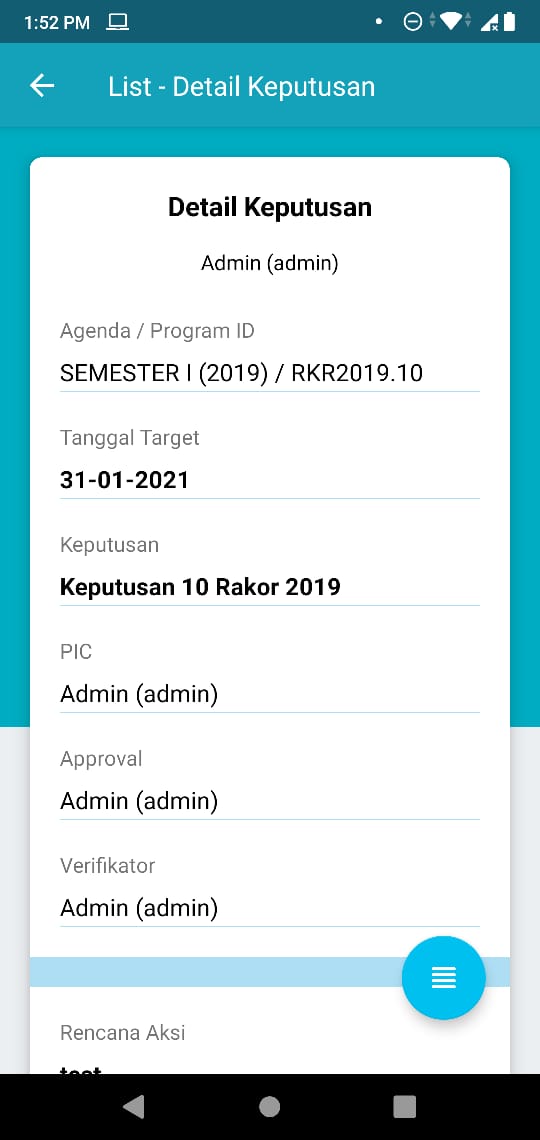 1:52 PM
List - Detail Keputusan
Detail Keputusan
Admin (admin)
Agenda / Program ID
SEMESTER I (2019) / RKR2019.10
Tanggal Target
31-01-2021
Keputusan
Keputusan 10 Rakor 2019
PIC
Admin (admin)
Approval
Admin (admin)
Verifikator
Admin (admin)
Rencana Aksi